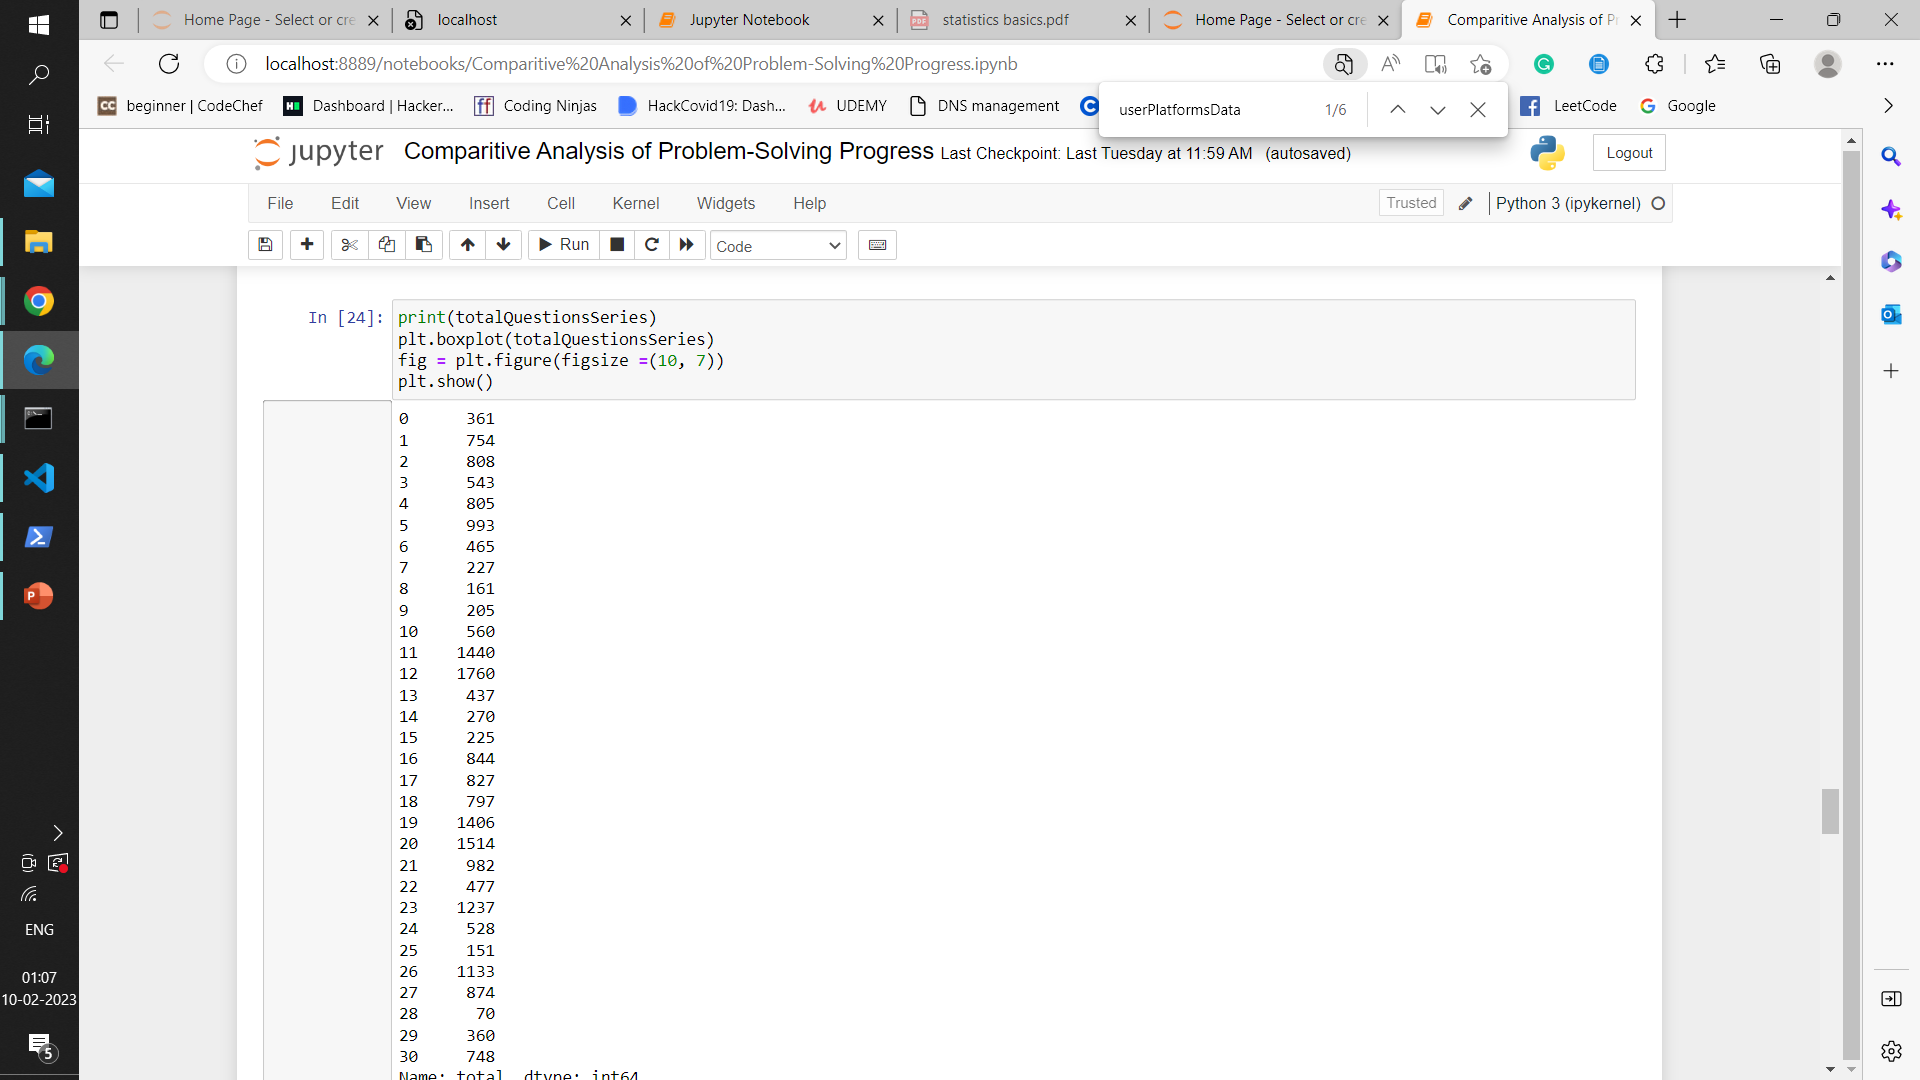 Home Page - Select or cre
localhost
Jupyter Notebook
statistics basics.pdf
Home Page - Select or cre
Comparitive Analysis of Pr
localhost:8889/notebooks/Comparitive%20Analysis%20of%20Problem-Solving%20Progress.ipynb
beginner | CodeChef
Dashboard | Hacker...
Coding Ninjas
HackCovid19: Dash...
UDEMY
DNS management
userPlatformsData
1/6
LeetCode
Google
jupyter
Comparitive Analysis of Problem-Solving Progress Last Checkpoint: Last Tuesday at 11:59 AM (autosaved)
Logout
File Edit View Insert Cell Kernel Widgets Help
Trusted
Python 3 (ipykernel)
Run
Code
In [24]:
print(totalQuestionsSeries)
plt.boxplot(totalQuestionsSeries)
fig = plt.figure(figsize =(10, 7))
plt.show()
0 361
1 754
2 808
3 543
4 805
5 993
6 465
7 227
8 161
9 205
10 560
11 1440
12 1760
13 437
14 270
15 225
16 844
17 827
18 797
19 1406
20 1514
21 982
22 477
23 1237
24 528
25 151
26 1133
27 874
28 70
29 360
30 748
Name: total, dtype: int64
ENG
01:07
10-02-2023
5